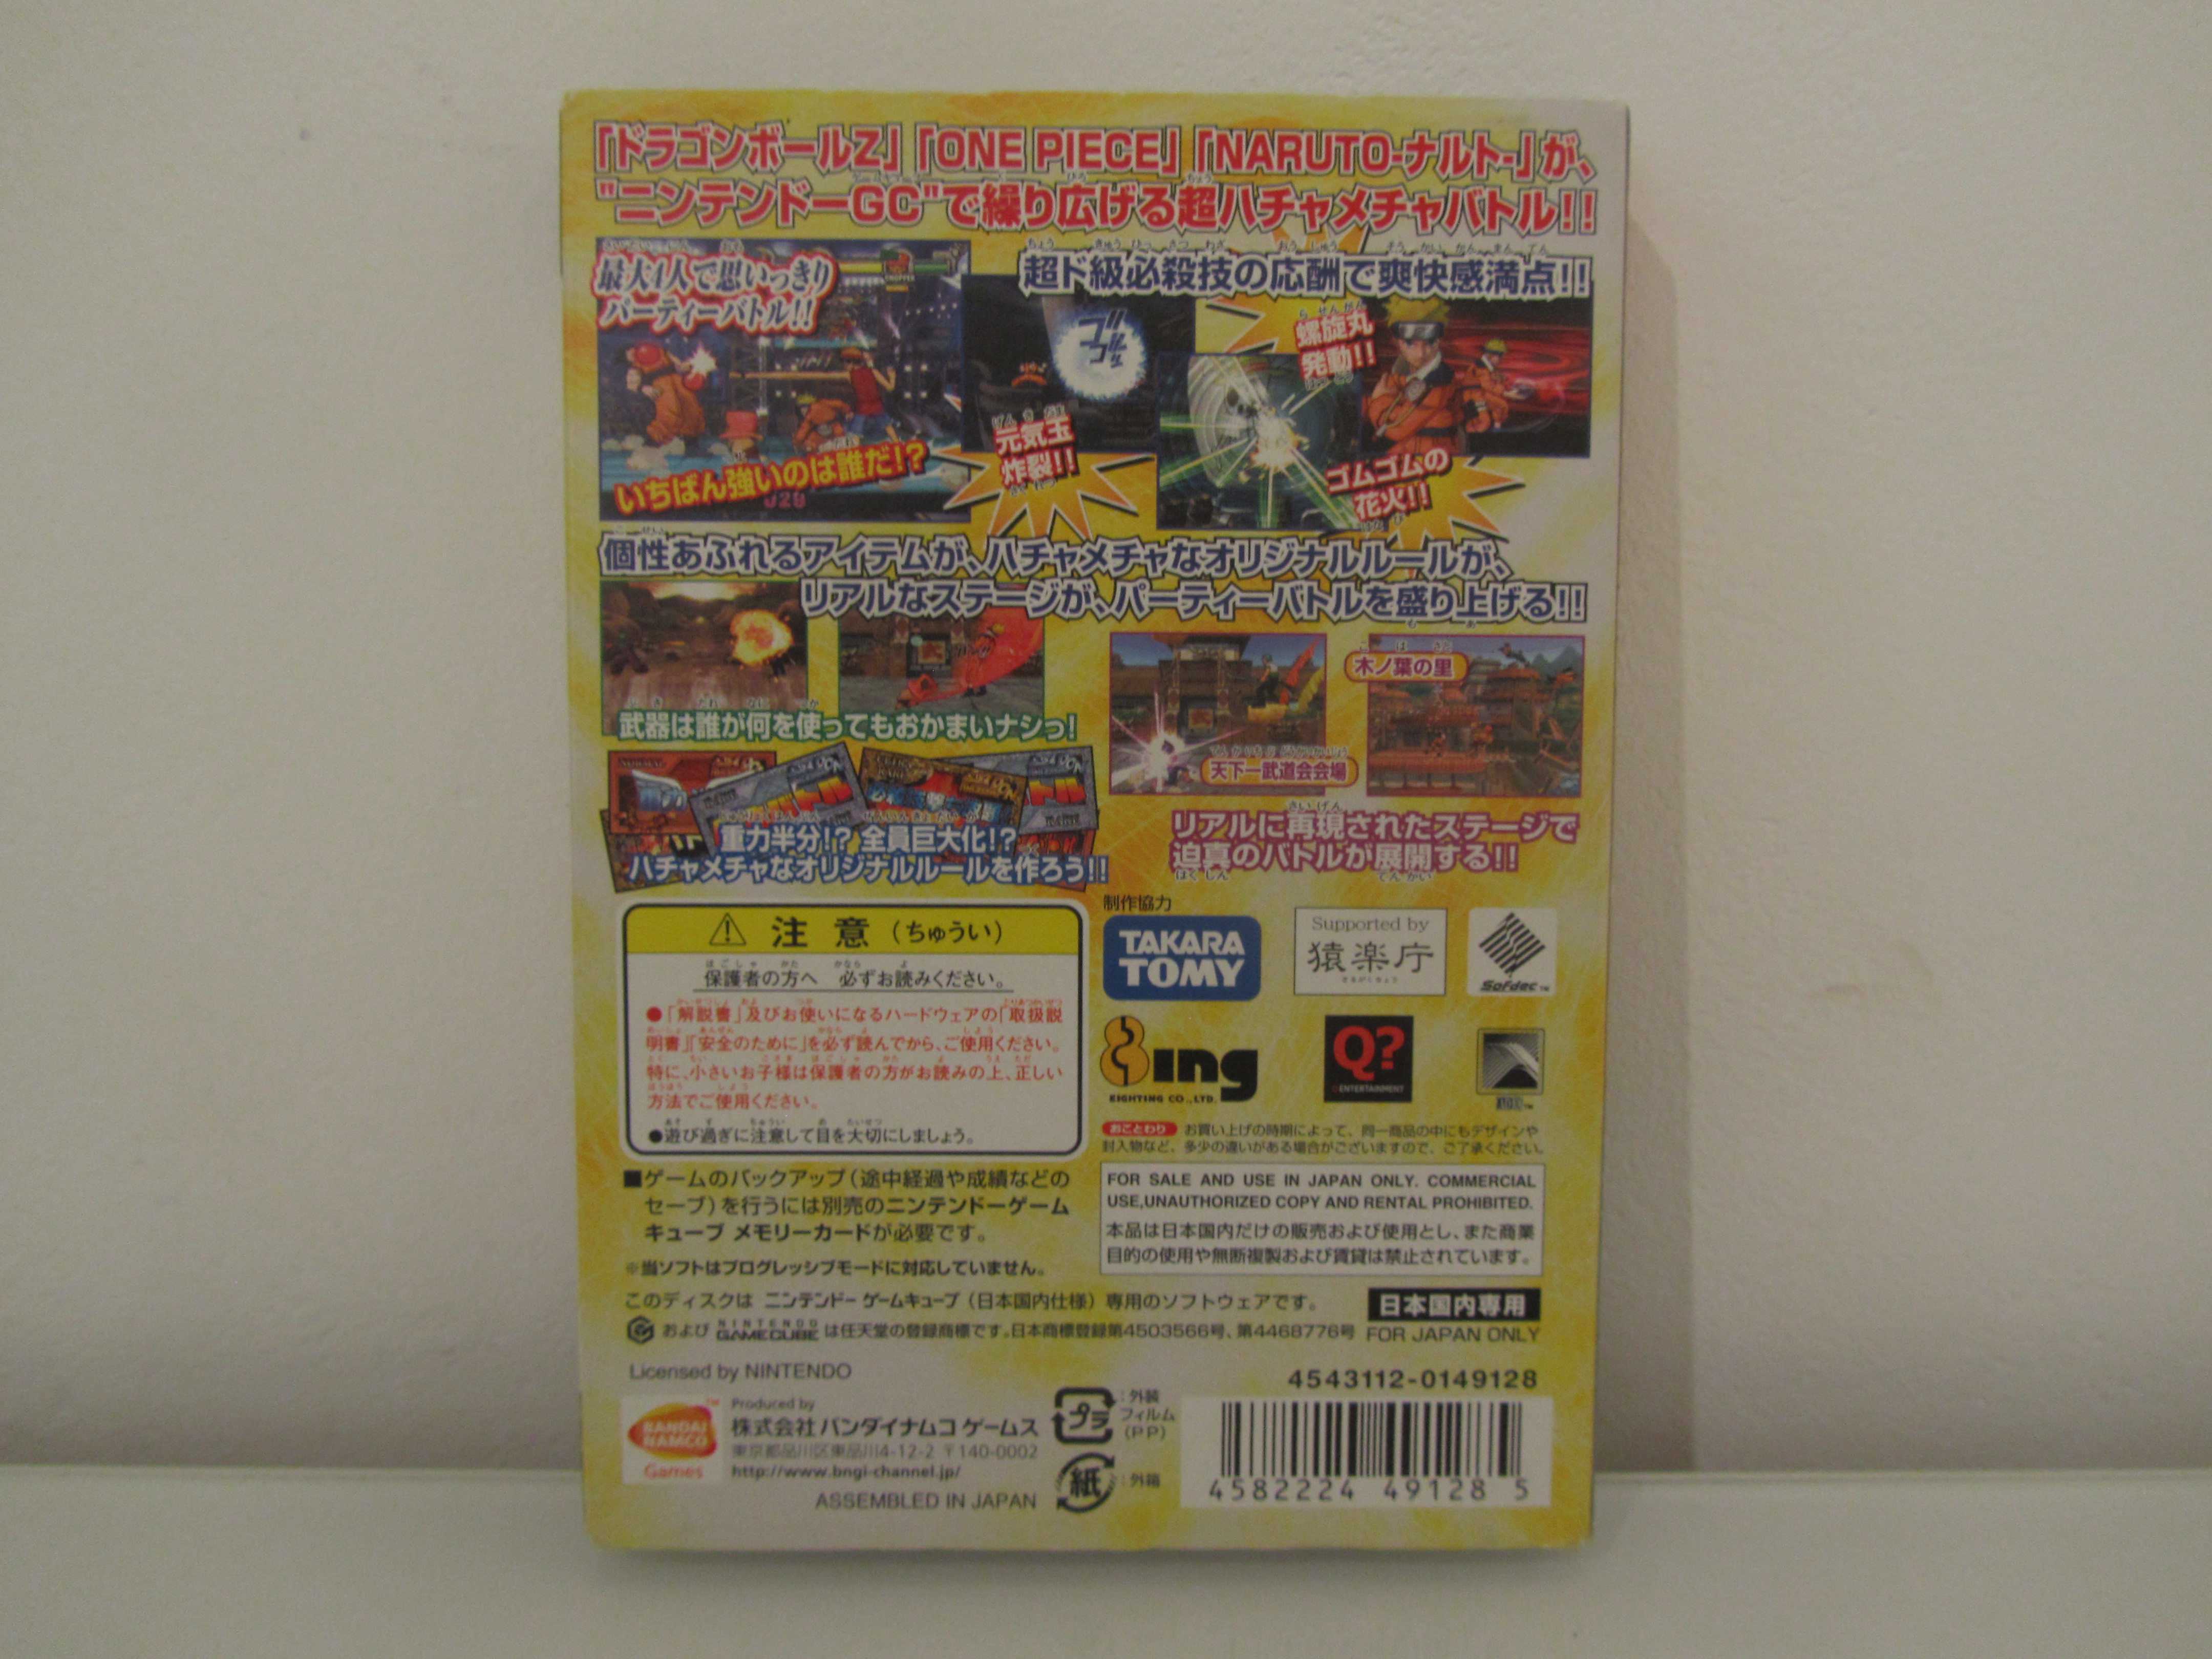 「ドラゴンボールZ」「ONE PIECE」「NARUTO-ナルト-」が、
"ニンテンドーGC"で繰り広げる超ハチャメチャバトル!!
最大4人で思いっきり
パーティーバトル!!
いちばん強いのは誰だ!?
超ド級必殺技の応酬で爽快感満点!!
元気玉
炸裂!!
螺旋丸
発動!!
ゴムゴムの
花火!!
個性あふれるアイテムが、ハチャメチャなオリジナルルールが、
リアルなステージが、パーティーバトルを盛り上げる!!
武器は誰が何を使ってもおかまいナシっ!
重力半分!? 全員巨大化!?
ハチャメチャなオリジナルルールを作ろう!!
木ノ葉の里
天下一武道会会場
リアルに再現されたステージで
迫真のバトルが展開する!!
注意(ちゅうい)
保護者の方へ 必ずお読みください。
●「解説書」及びお使いになるハードウェアの「取扱説
明書」「安全のために」を必ず読んでから、ご使用ください。
特に、小さいお子様は保護者の方がお読みの上、正しい
方法でご使用ください。
●遊び過ぎに注意して目を大切にしましょう。
■ゲームのバックアップ(途中経過や成績などの
セーブ)を行うには別売のニンテンドーゲーム
キューブ メモリーカードが必要です。
※当ソフトはプログレッシブモードに対応していません。
制作協力
TAKARA
TOMY
Supported by
猿楽庁
さるがくちょう
Sofdec™
8ing
EIGHTING CO.,LTD.
Q?
Q ENTERTAINMENT
おことわり お買い上げの時期によって、同一商品の中にもデザインや
封入物など、多少の違いがある場合がございますので、ご了承ください。
FOR SALE AND USE IN JAPAN ONLY. COMMERCIAL
USE,UNAUTHORIZED COPY AND RENTAL PROHIBITED.
本品は日本国内だけの販売および使用とし、また商業
目的の使用や無断複製および賃貸は禁止されています。
このディスクは ニンテンドー ゲームキューブ(日本国内仕様)専用のソフトウェアです。
および NINTENDO GAMECUBE は任天堂の登録商標です。日本商標登録第4503566号、第4468776号
日本国内専用
FOR JAPAN ONLY
Licensed by NINTENDO
4543112-0149128
BANDAI
NAMCO
Games
Produced by
株式会社 バンダイナムコ ゲームス
東京都品川区東品川4-12-2 〒140-0002
http://www.bngi-channel.jp/
ASSEMBLED IN JAPAN
プラ
:外装
フィルム
(PP)
紙
:外箱
4582224 49128 5